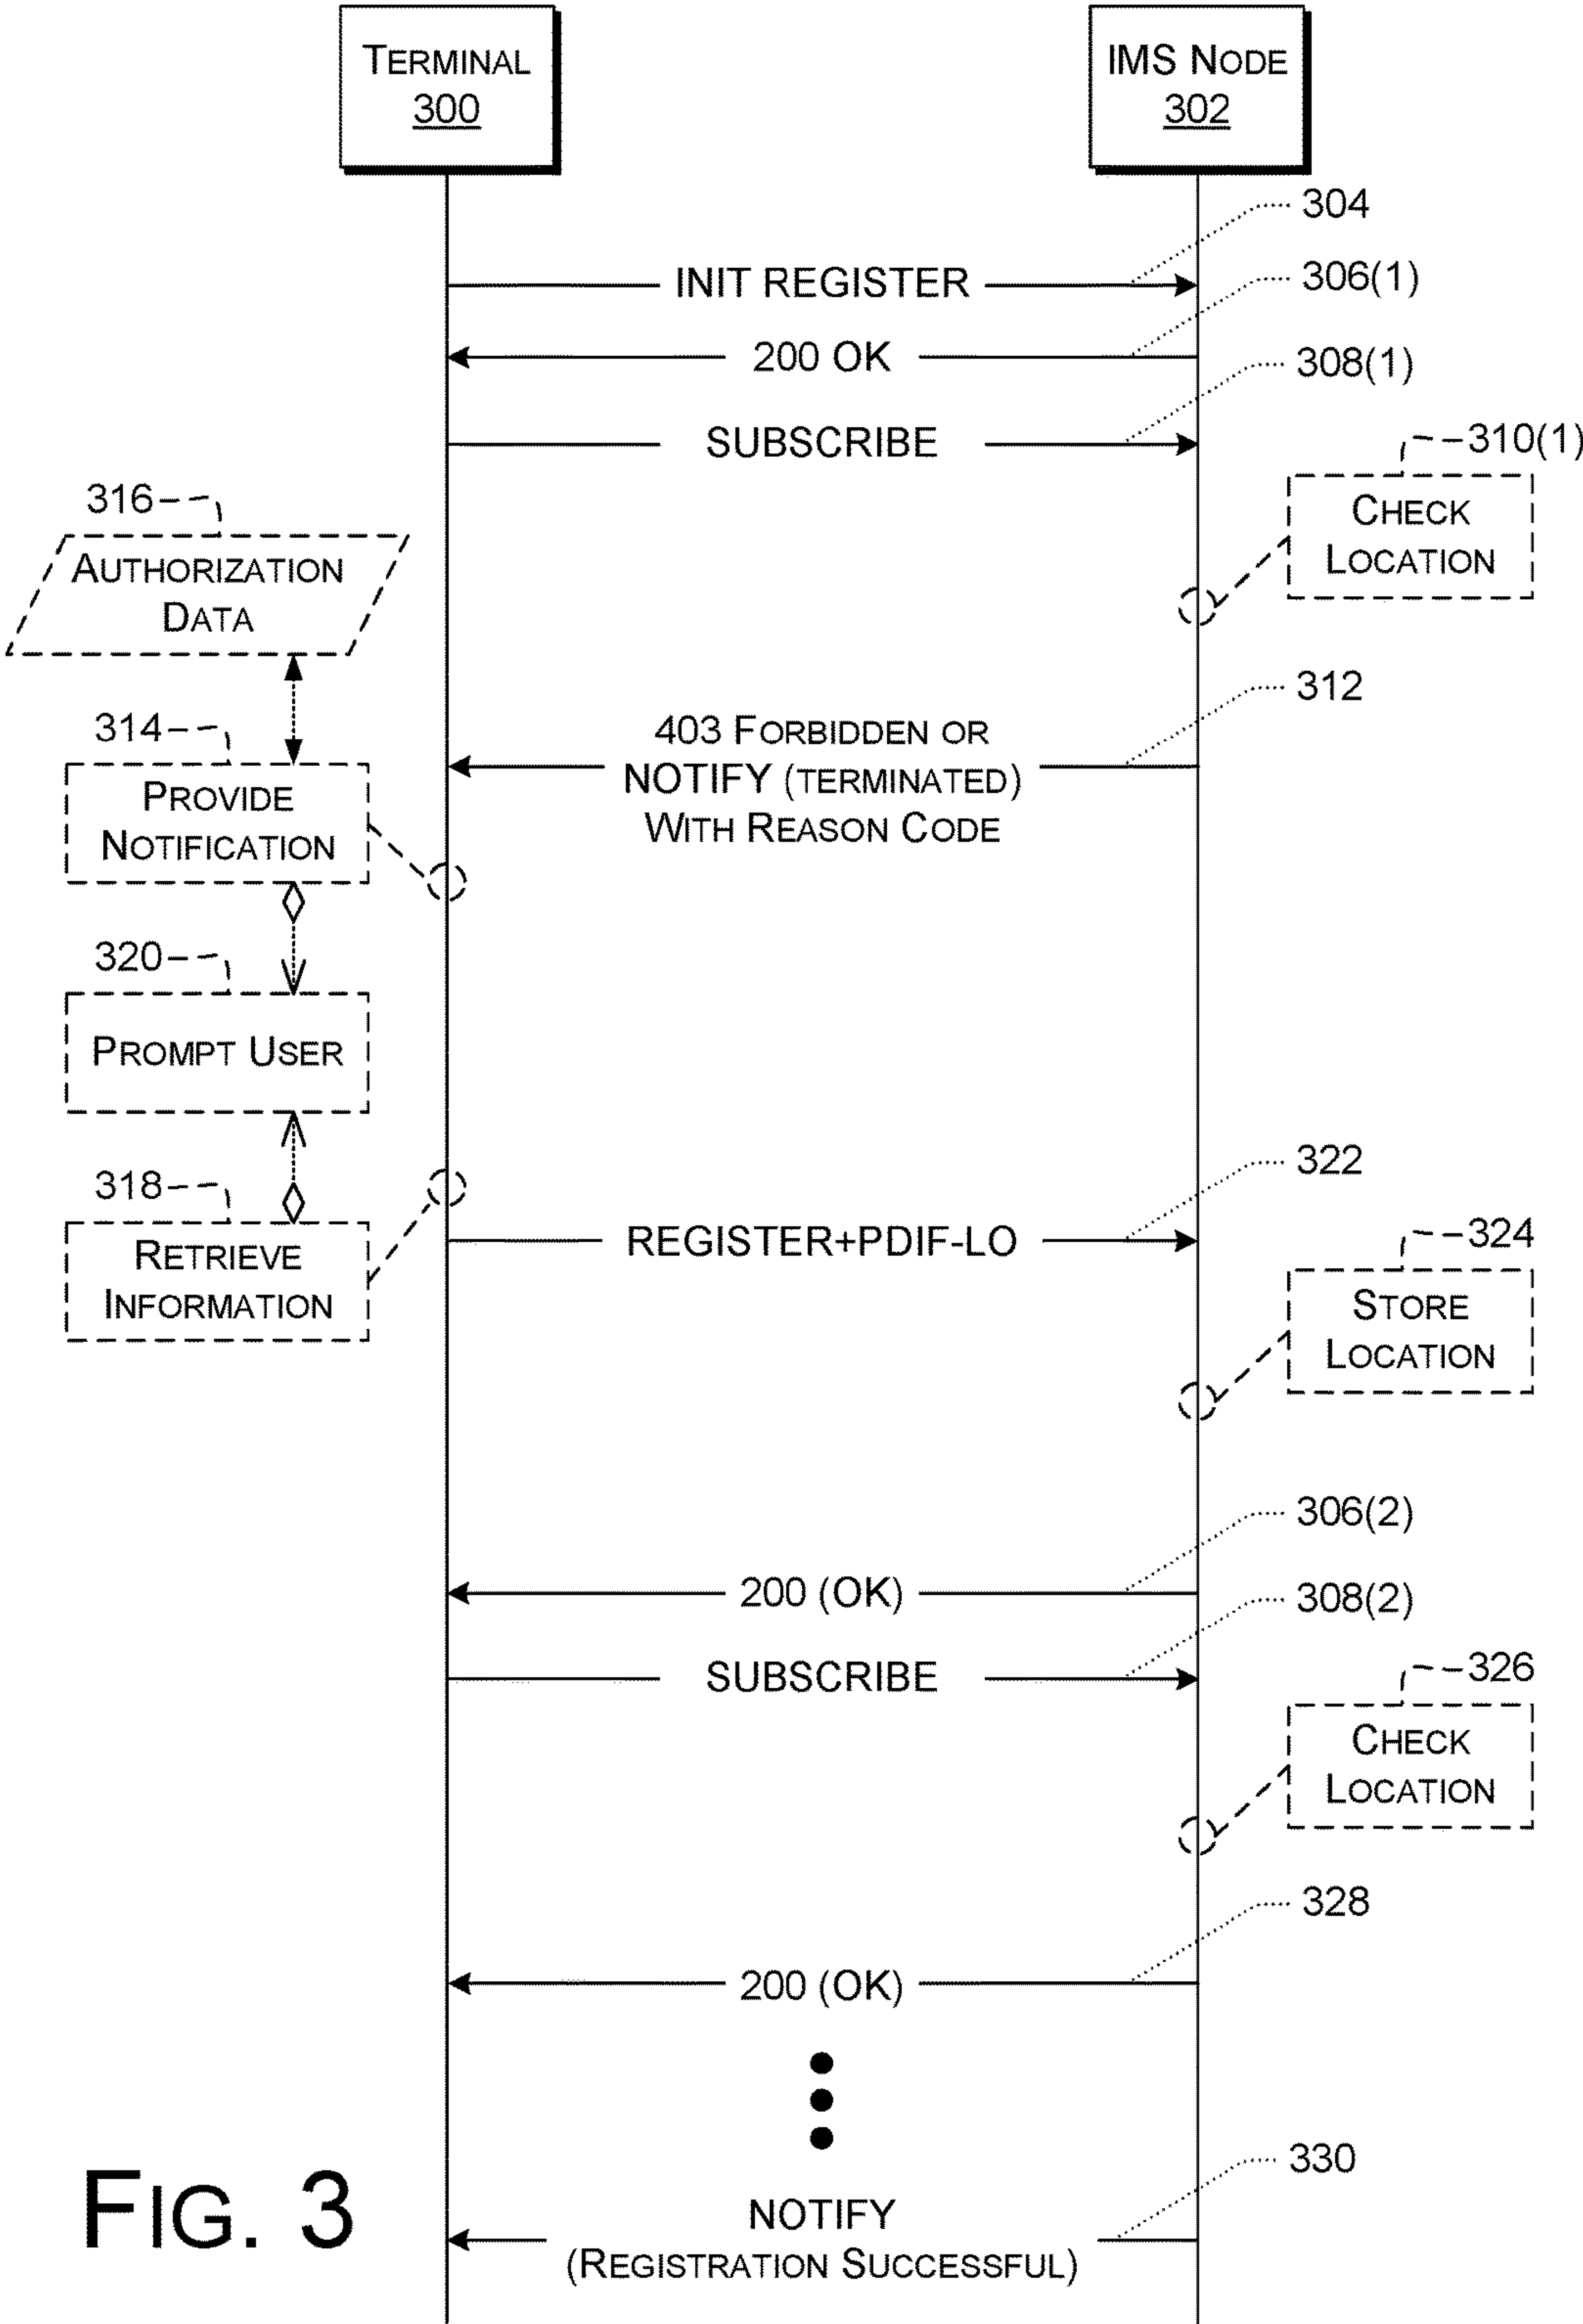 TERMINAL
300
IMS NODE
302
304
INIT REGISTER
306(1)
200 OK
308(1)
SUBSCRIBE
310(1)
CHECK
LOCATION
316
AUTHORIZATION
DATA
312
403 FORBIDDEN OR
NOTIFY (TERMINATED)
WITH REASON CODE
314
PROVIDE
NOTIFICATION
320
PROMPT USER
318
RETRIEVE
INFORMATION
322
REGISTER+PDIF-LO
324
STORE
LOCATION
306(2)
200 (OK)
308(2)
SUBSCRIBE
326
CHECK
LOCATION
328
200 (OK)
330
NOTIFY
(REGISTRATION SUCCESSFUL)
FIG. 3